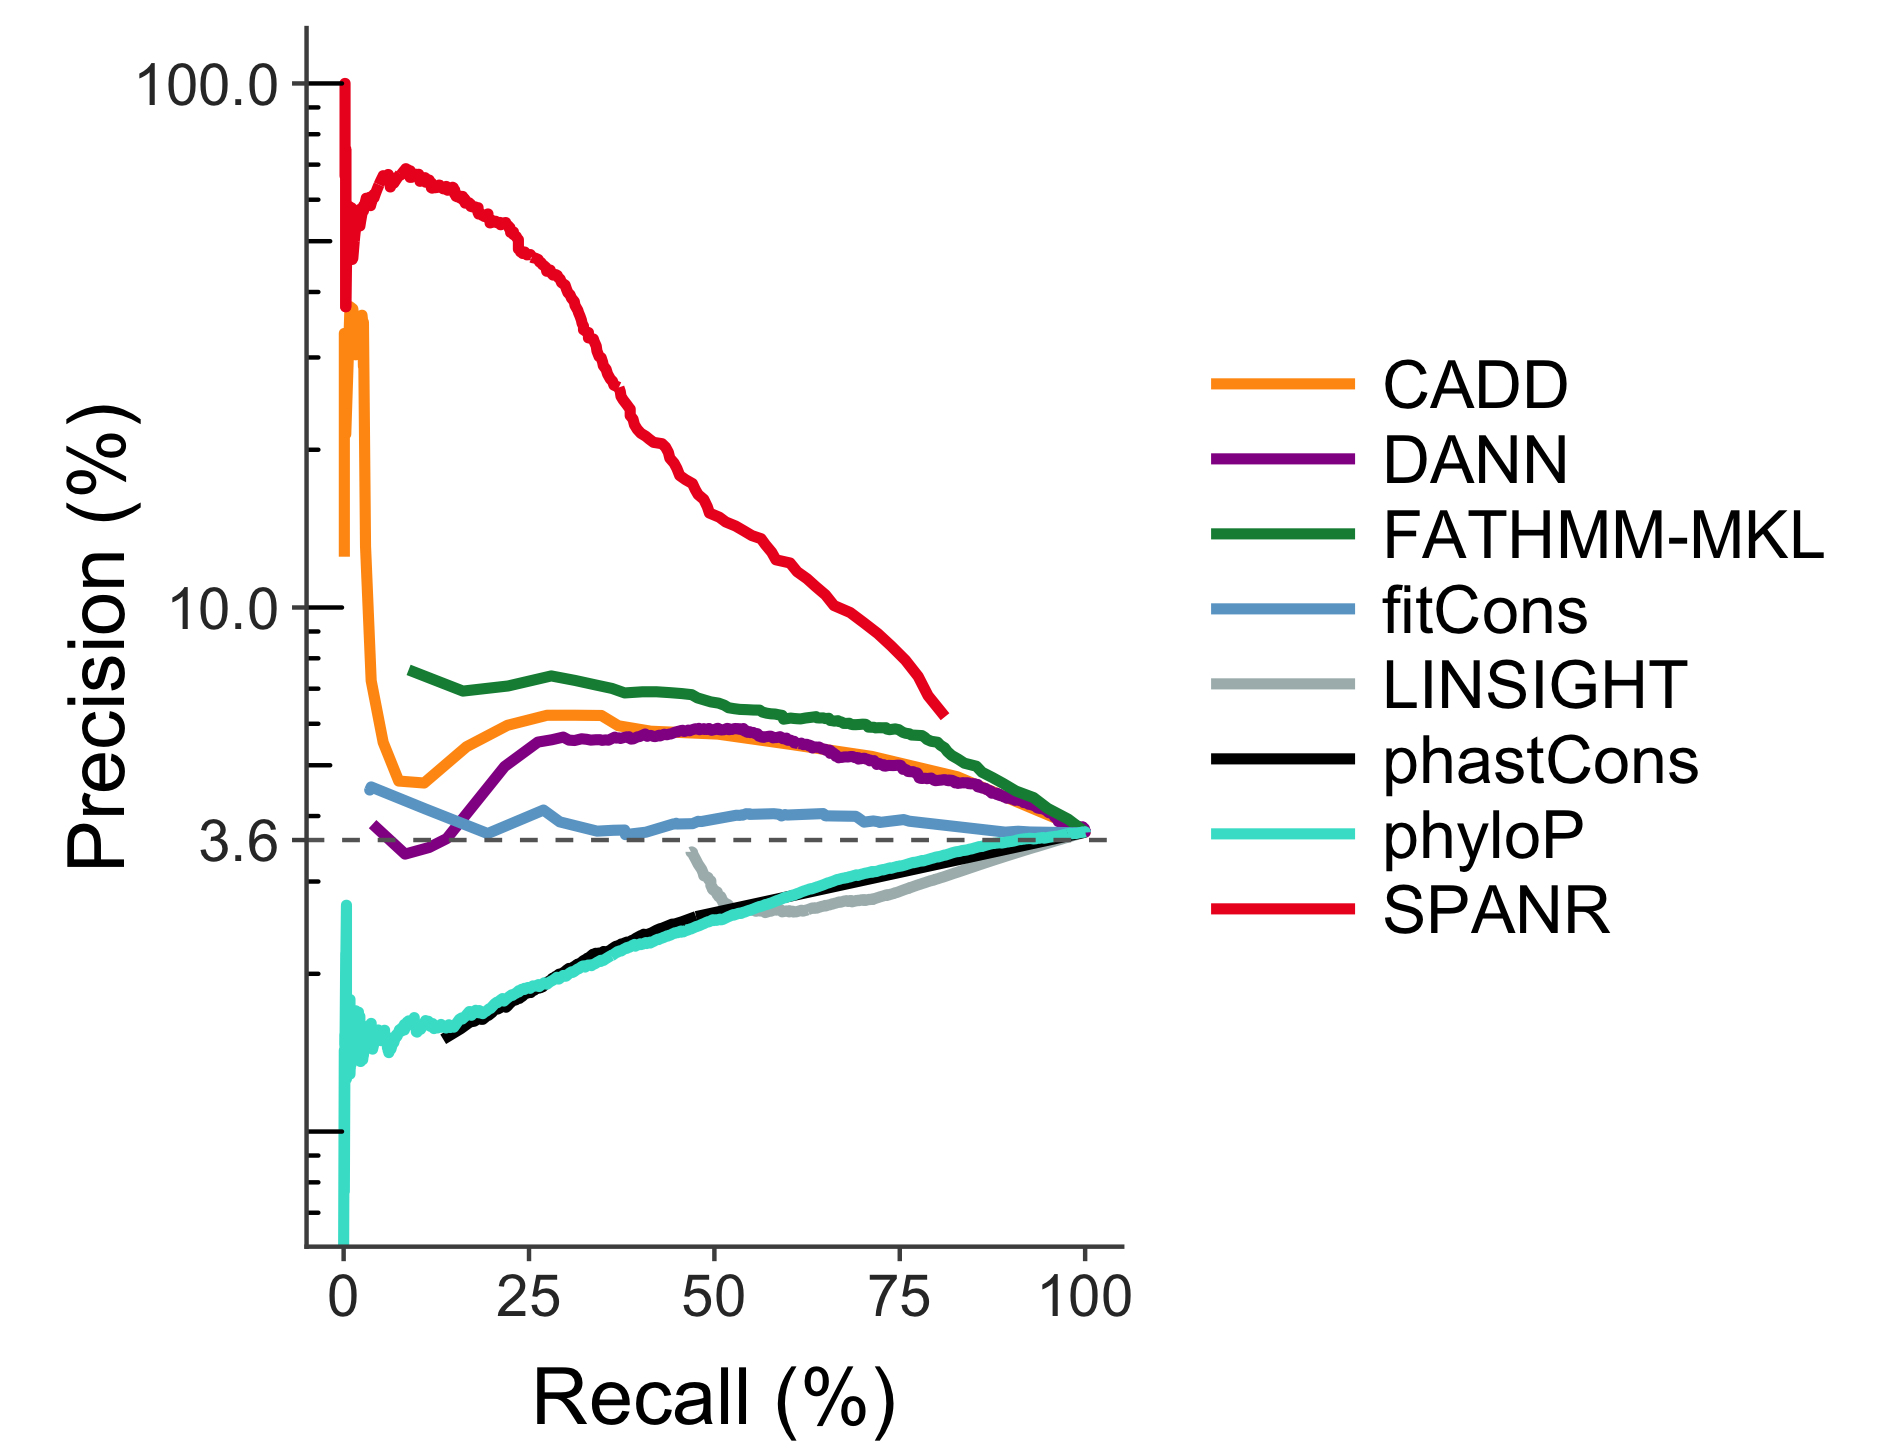 Precision (%)
100.0
10.0
3.6
0 25 50 75 100
Recall (%)
CADD
DANN
FATHMM-MKL
fitCons
LINSIGHT
phastCons
phyloP
SPANR